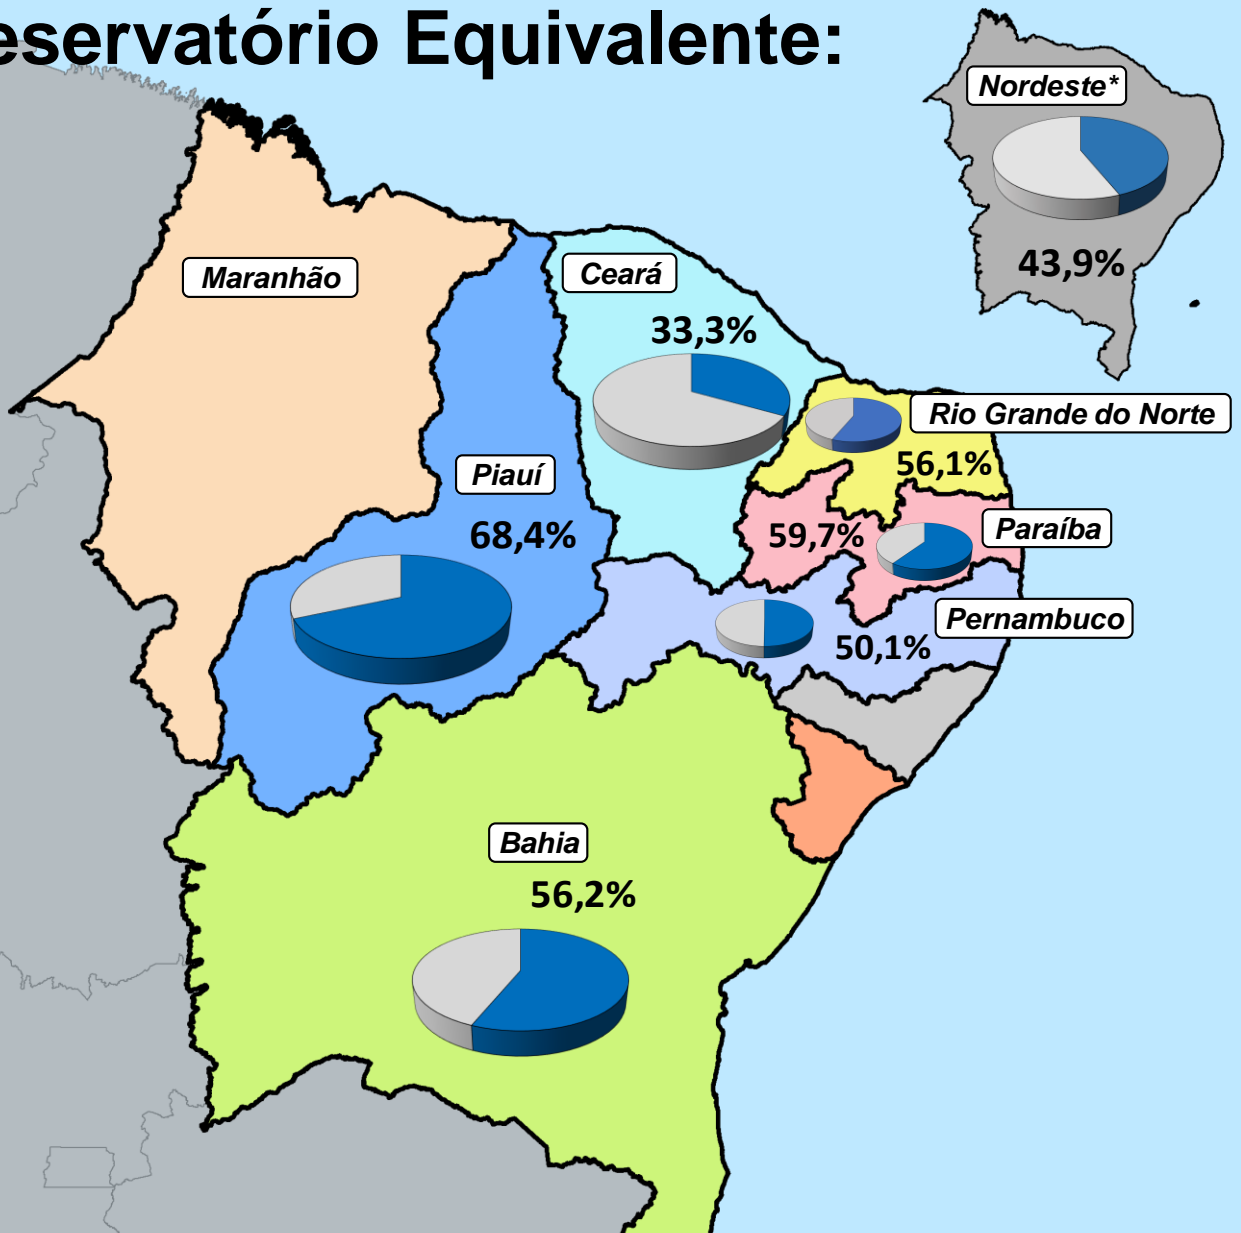 eservatório Equivalente:
Nordeste*
43,9%
Maranhão
Ceará
33,3%
Rio Grande do Norte
56,1%
Piauí
68,4%
Paraíba
59,7%
Pernambuco
50,1%
Bahia
56,2%